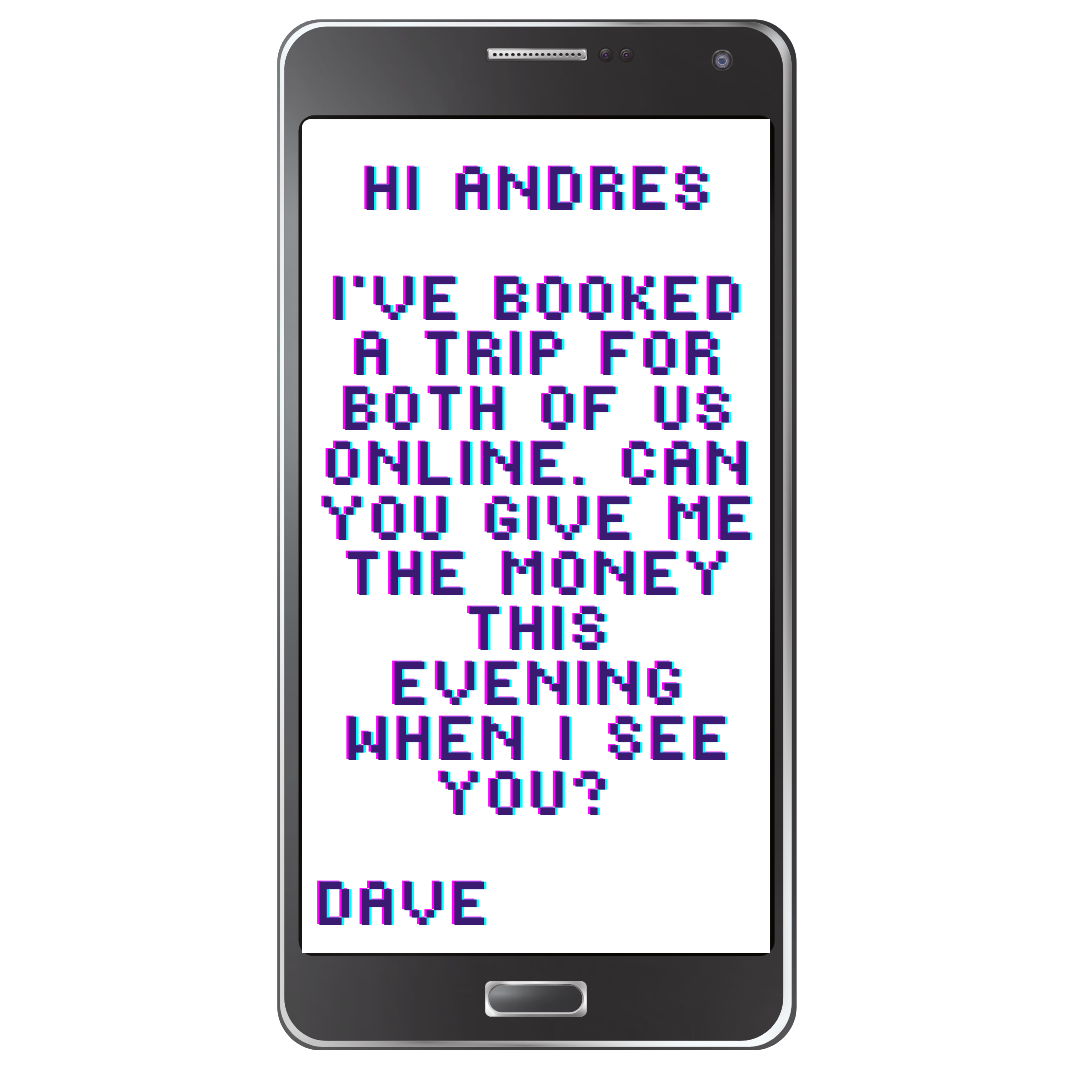 HI ANDRES
I'VE BOOKED
A TRIP FOR
BOTH OF US
ONLINE. CAN
YOU GIVE ME
THE MONEY
THIS
EVENING
WHEN I SEE
YOU?
DAVE